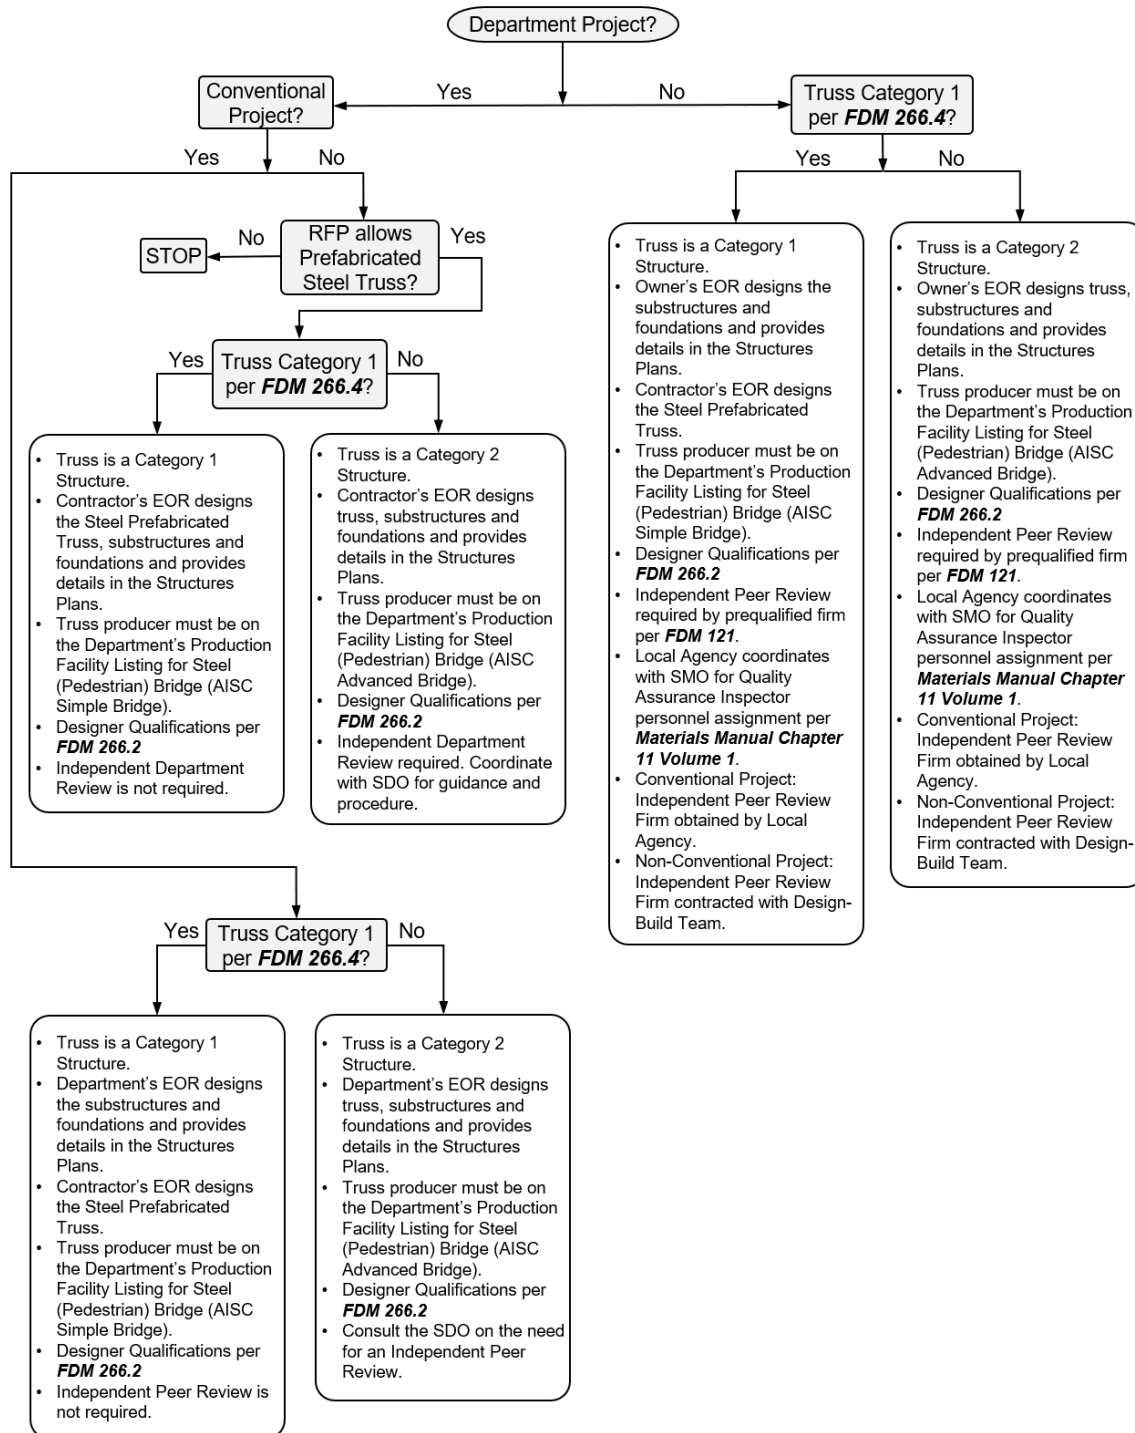 Department Project?
Yes
No
Conventional
Project?
Truss Category 1
per FDM 266.4?
Yes
No
Yes
No
RFP allows
Prefabricated
Steel Truss?
No
Yes
STOP
Truss Category 1
per FDM 266.4?
Yes
No
• Truss is a Category 1
Structure.
• Contractor's EOR designs
the Steel Prefabricated
Truss, substructures and
foundations and provides
details in the Structures
Plans.
• Truss producer must be on
the Department's Production
Facility Listing for Steel
(Pedestrian) Bridge (AISC
Simple Bridge).
• Designer Qualifications per
FDM 266.2
• Independent Department
Review is not required.
• Truss is a Category 2
Structure.
• Contractor's EOR designs
truss, substructures and
foundations and provides
details in the Structures
Plans.
• Truss producer must be on
the Department's Production
Facility Listing for Steel
(Pedestrian) Bridge (AISC
Advanced Bridge).
• Designer Qualifications per
FDM 266.2
• Independent Department
Review required. Coordinate
with SDO for guidance and
procedure.
• Truss is a Category 1
Structure.
• Owner's EOR designs the
substructures and
foundations and provides
details in the Structures
Plans.
• Contractor's EOR designs
the Steel Prefabricated
Truss.
• Truss producer must be on
the Department's Production
Facility Listing for Steel
(Pedestrian) Bridge (AISC
Simple Bridge).
• Designer Qualifications per
FDM 266.2
• Independent Peer Review
required by prequalified firm
per FDM 121.
• Local Agency coordinates
with SMO for Quality
Assurance Inspector
personnel assignment per
Materials Manual Chapter
11 Volume 1.
• Conventional Project:
Independent Peer Review
Firm obtained by Local
Agency.
• Non-Conventional Project:
Independent Peer Review
Firm contracted with Design-
Build Team.
• Truss is a Category 2
Structure.
• Owner's EOR designs truss,
substructures and
foundations and provides
details in the Structures
Plans.
• Truss producer must be on
the Department's Production
Facility Listing for Steel
(Pedestrian) Bridge (AISC
Advanced Bridge).
• Designer Qualifications per
FDM 266.2
• Independent Peer Review
required by prequalified firm
per FDM 121.
• Local Agency coordinates
with SMO for Quality
Assurance Inspector
personnel assignment per
Materials Manual Chapter
11 Volume 1.
• Conventional Project:
Independent Peer Review
Firm obtained by Local
Agency.
• Non-Conventional Project:
Independent Peer Review
Firm contracted with Design-
Build Team.
Truss Category 1
per FDM 266.4?
Yes
No
• Truss is a Category 1
Structure.
• Department's EOR designs
the substructures and
foundations and provides
details in the Structures
Plans.
• Contractor's EOR designs
the Steel Prefabricated
Truss.
• Truss producer must be on
the Department's Production
Facility Listing for Steel
(Pedestrian) Bridge (AISC
Simple Bridge).
• Designer Qualifications per
FDM 266.2
• Independent Peer Review is
not required.
• Truss is a Category 2
Structure.
• Department's EOR designs
truss, substructures and
foundations and provides
details in the Structures
Plans.
• Truss producer must be on
the Department's Production
Facility Listing for Steel
(Pedestrian) Bridge (AISC
Advanced Bridge).
• Designer Qualifications per
FDM 266.2
• Consult the SDO on the need
for an Independent Peer
Review.